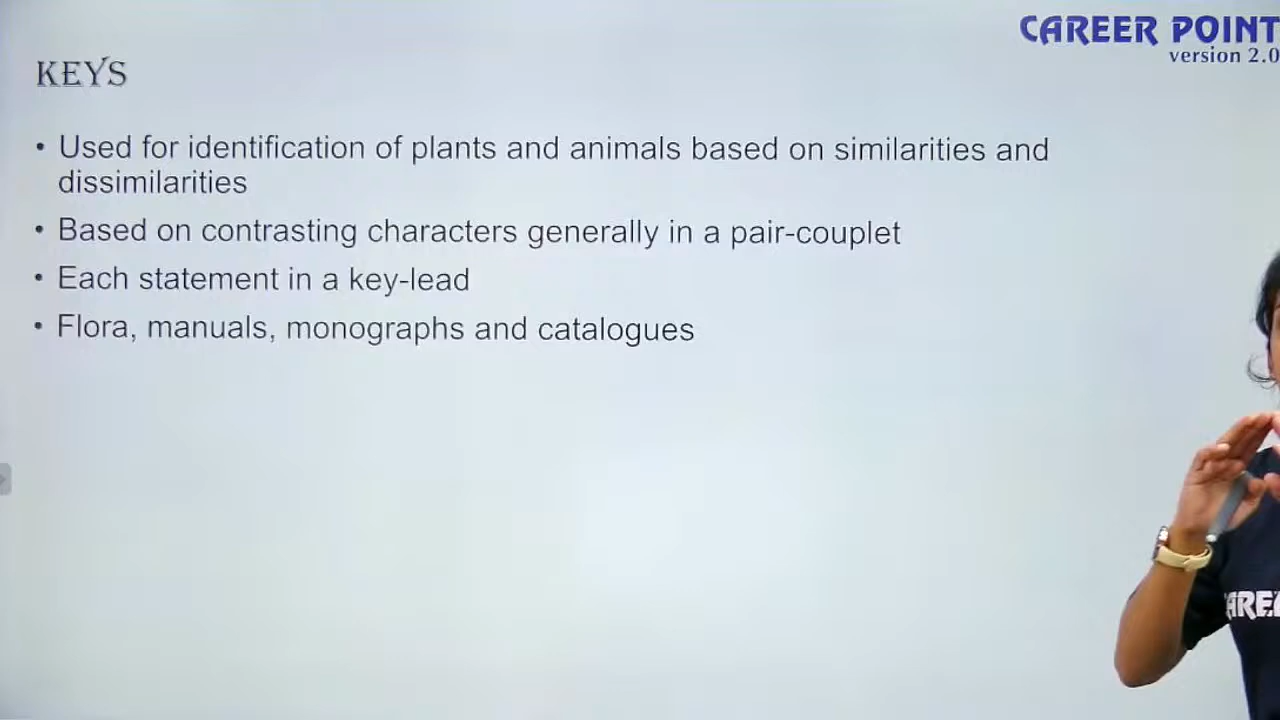 CAREER POINT
version 2.0
KEYS
• Used for identification of plants and animals based on similarities and
dissimilarities
• Based on contrasting characters generally in a pair-couplet
• Each statement in a key-lead
• Flora, manuals, monographs and catalogues